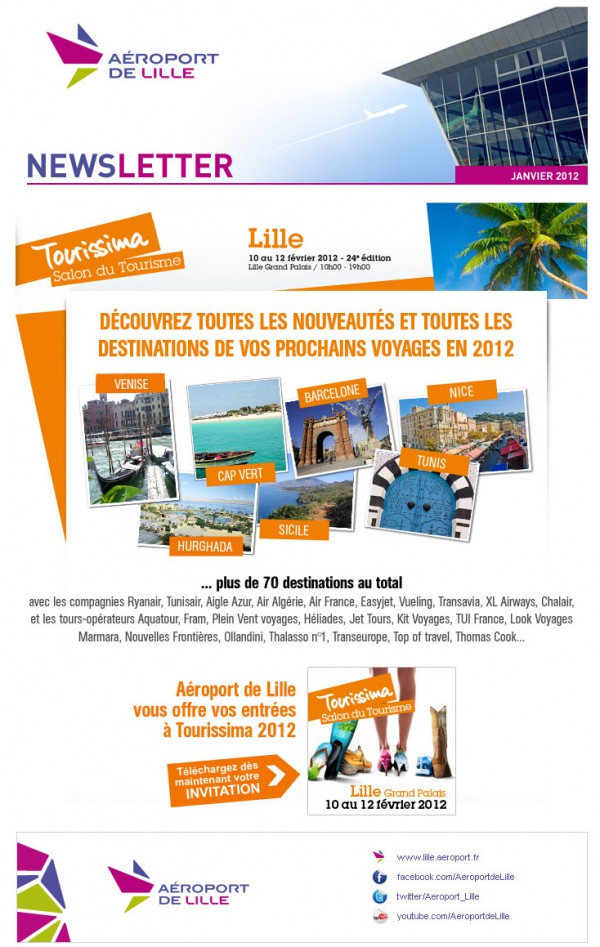 AÉROPORT
DE LILLE
NEWSLETTER
JANVIER 2012
Tourissima
Salon du Tourisme
Lille
10 au 12 février 2012 - 24e édition
Lille Grand Palais / 10h00 - 19h00
DÉCOUVREZ TOUTES LES NOUVEAUTÉS ET TOUTES LES
DESTINATIONS DE VOS PROCHAINS VOYAGES EN 2012
VENISE
CAP VERT
BARCELONE
NICE
TUNIS
HURGHADA
SICILE
... plus de 70 destinations au total
avec les compagnies Ryanair, Tunisair, Aigle Azur, Air Algérie, Air France, Easyjet, Vueling, Transavia, XL Airways, Chalair,
et les tours-opérateurs Aquatour, Fram, Plein Vent voyages, Héliades, Jet Tours, Kit Voyages, TUI France, Look Voyages
Marmara, Nouvelles Frontières, Ollandini, Thalasso n°1, Transeurope, Top of travel, Thomas Cook...
Aéroport de Lille
vous offre vos entrées
à Tourissima 2012
Téléchargez dès
maintenant votre
INVITATION
Tourissima
Salon du Tourisme
Lille Grand Palais
10 au 12 février 2012
AÉROPORT
DE LILLE
www.lille.aeroport.fr
facebook.com/AeroportdeLille
twitter/Aeroport_Lille
youtube.com/AeroportdeLille